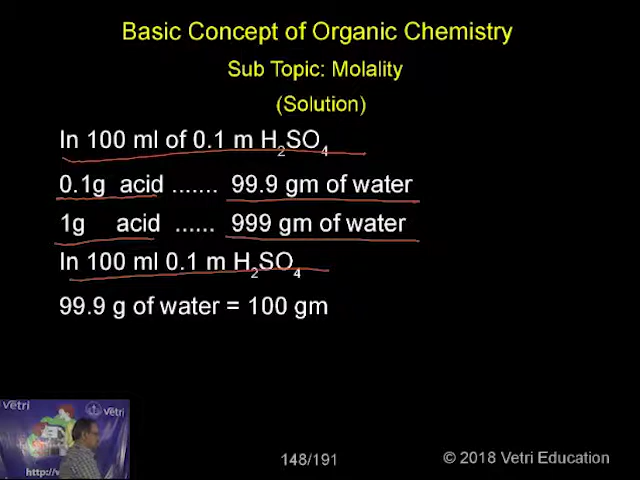 Basic Concept of Organic Chemistry
Sub Topic: Molality
(Solution)
In 100 ml of 0.1 m H₂SO₄
0.1g acid ....... 99.9 gm of water
1g acid ...... 999 gm of water
In 100 ml 0.1 m H₂SO₄
99.9 g of water = 100 gm
vetri
vetri
148/191
© 2018 Vetri Education